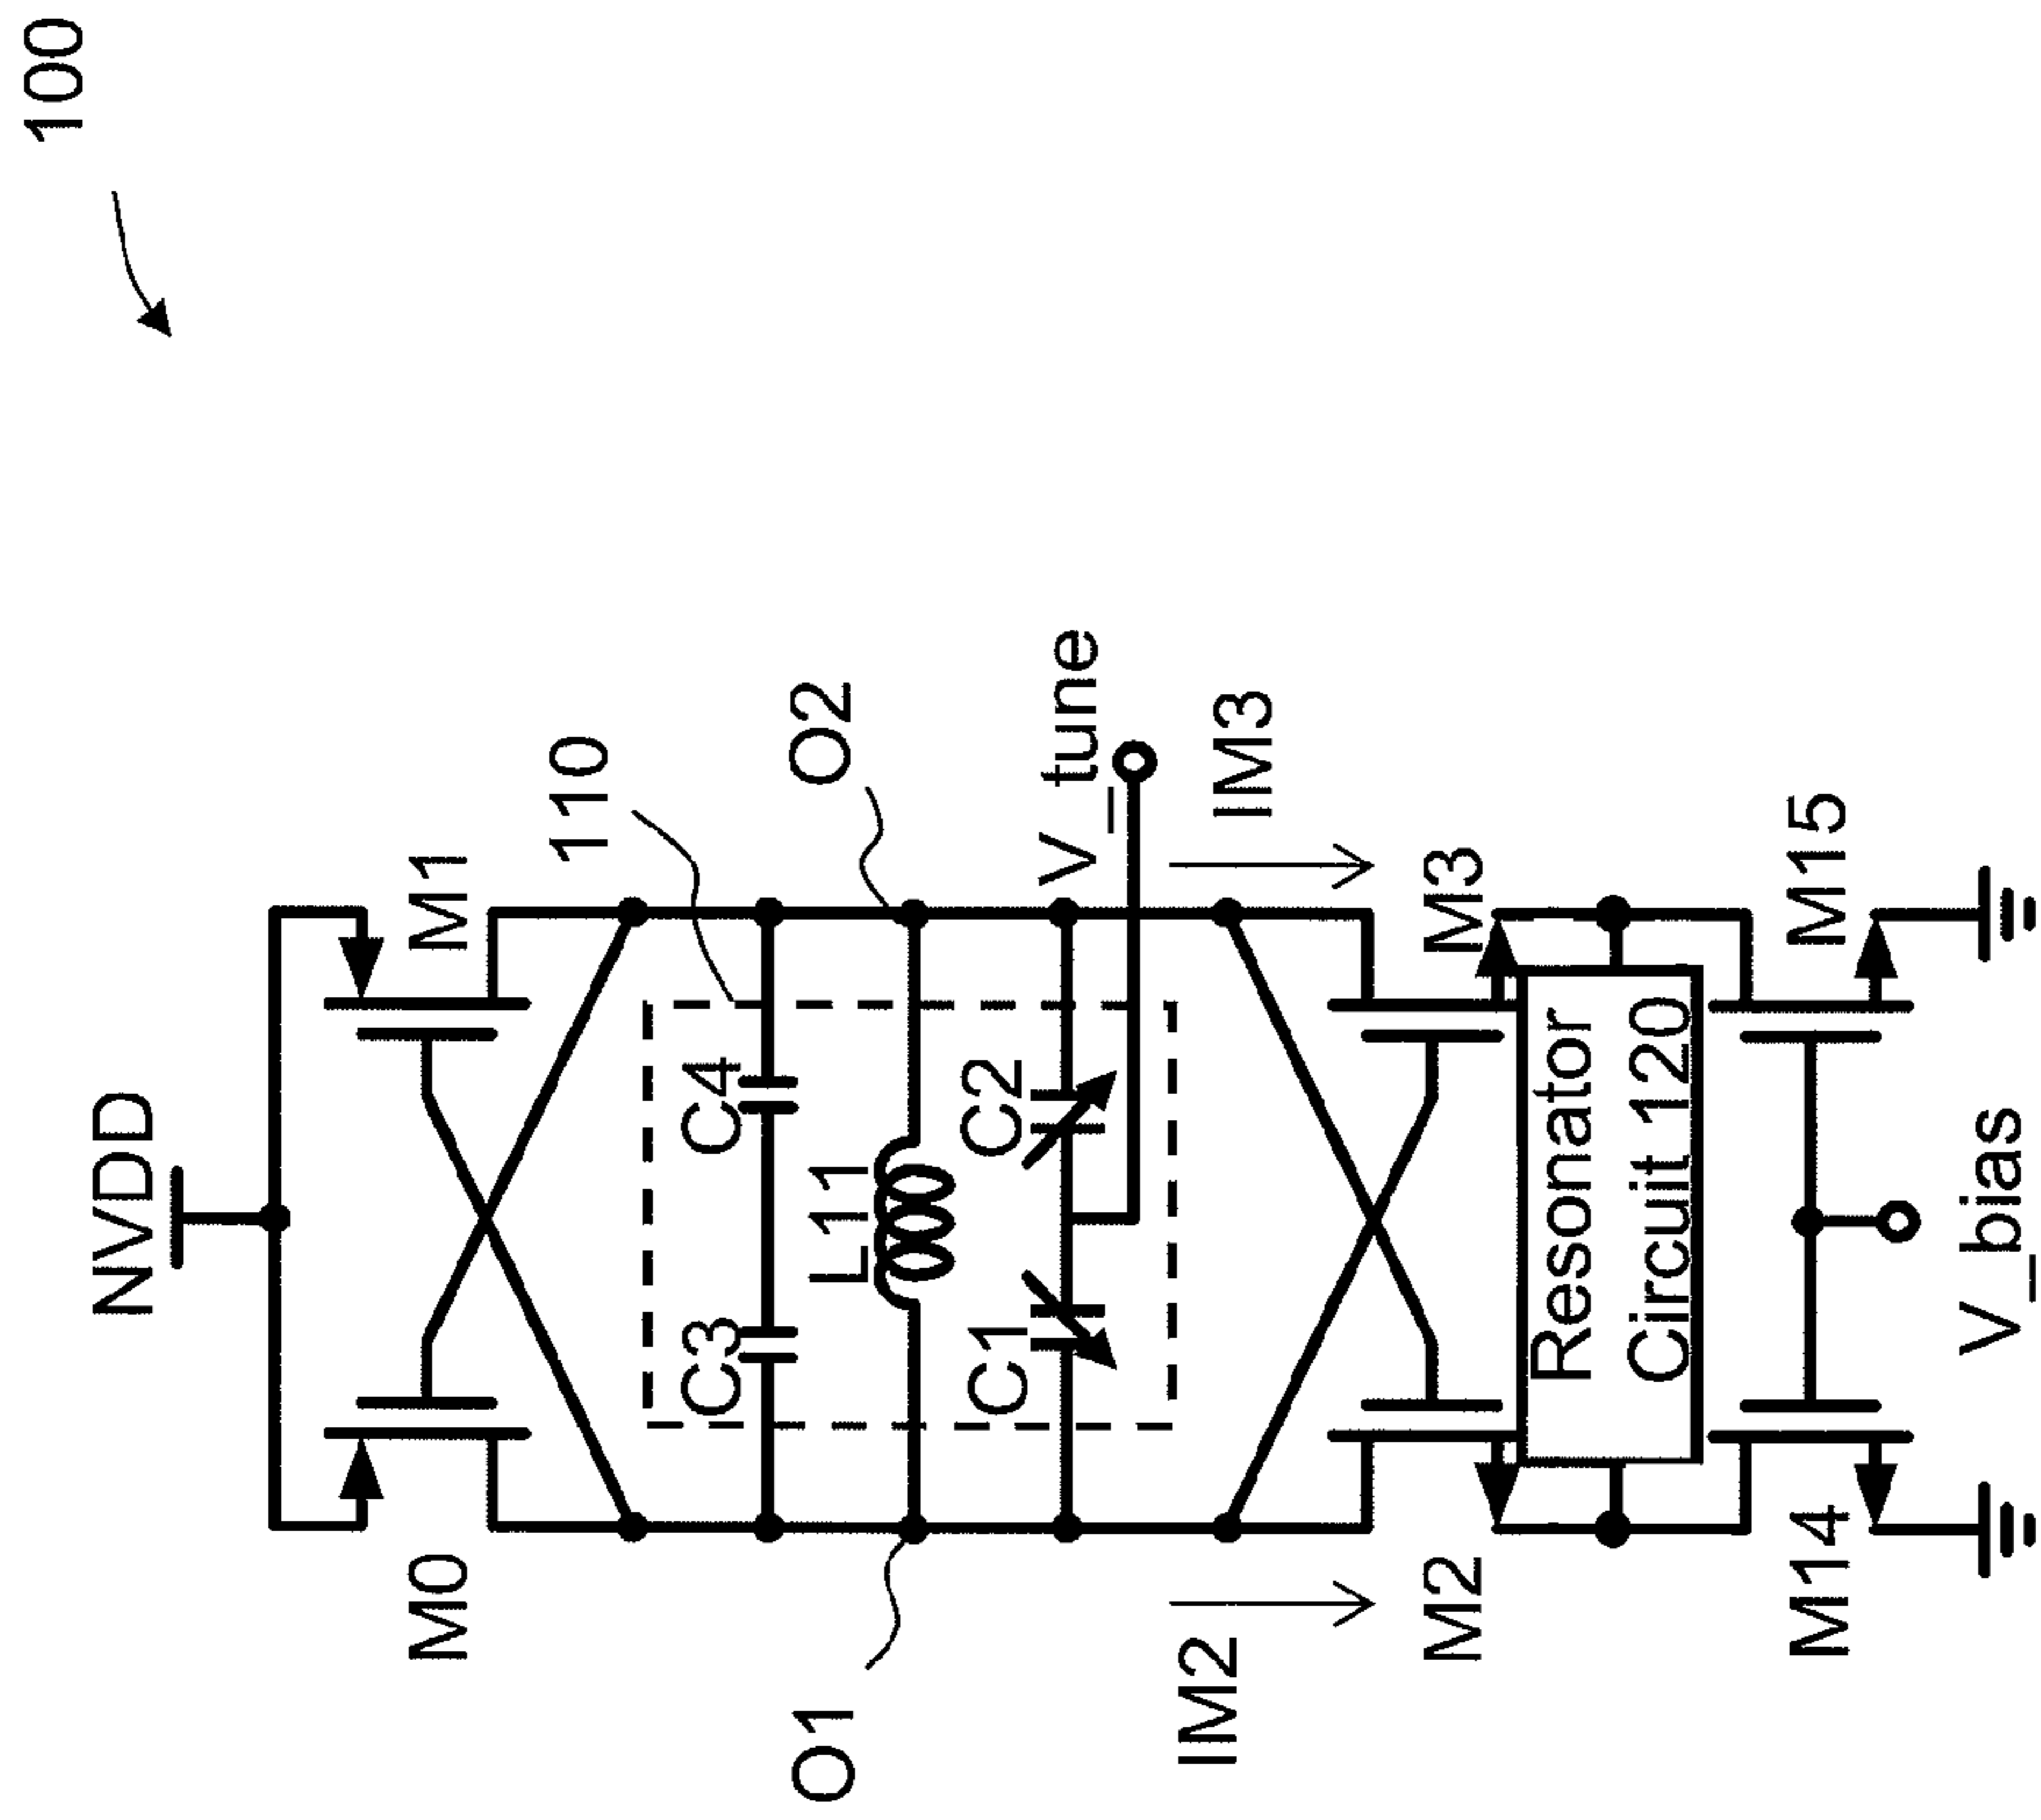 100
NVDD
M0
M1
110
C3
C4
O1
O2
L11
C1
C2
V_tune
IM2
IM3
M2
M3
Resonator
Circuit 120
M14
M15
V_bias